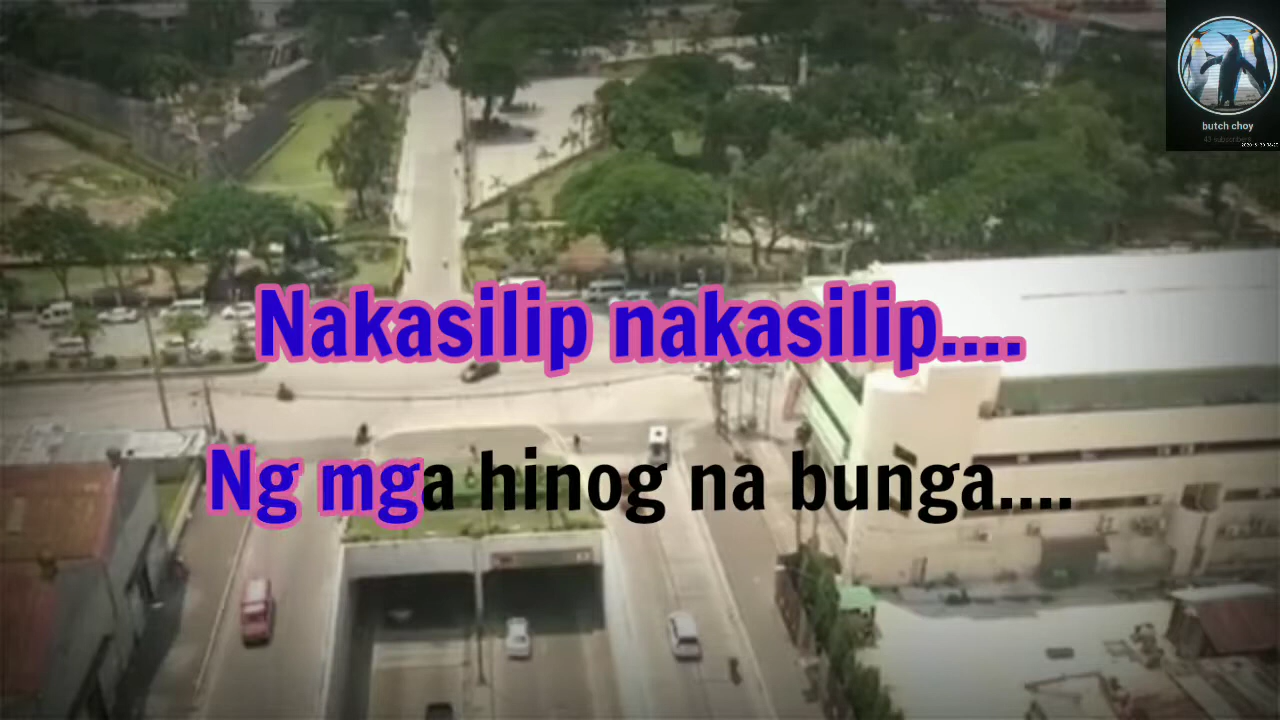 butch choy
Nakasilip nakasilip....
Ng mga hinog na bunga....